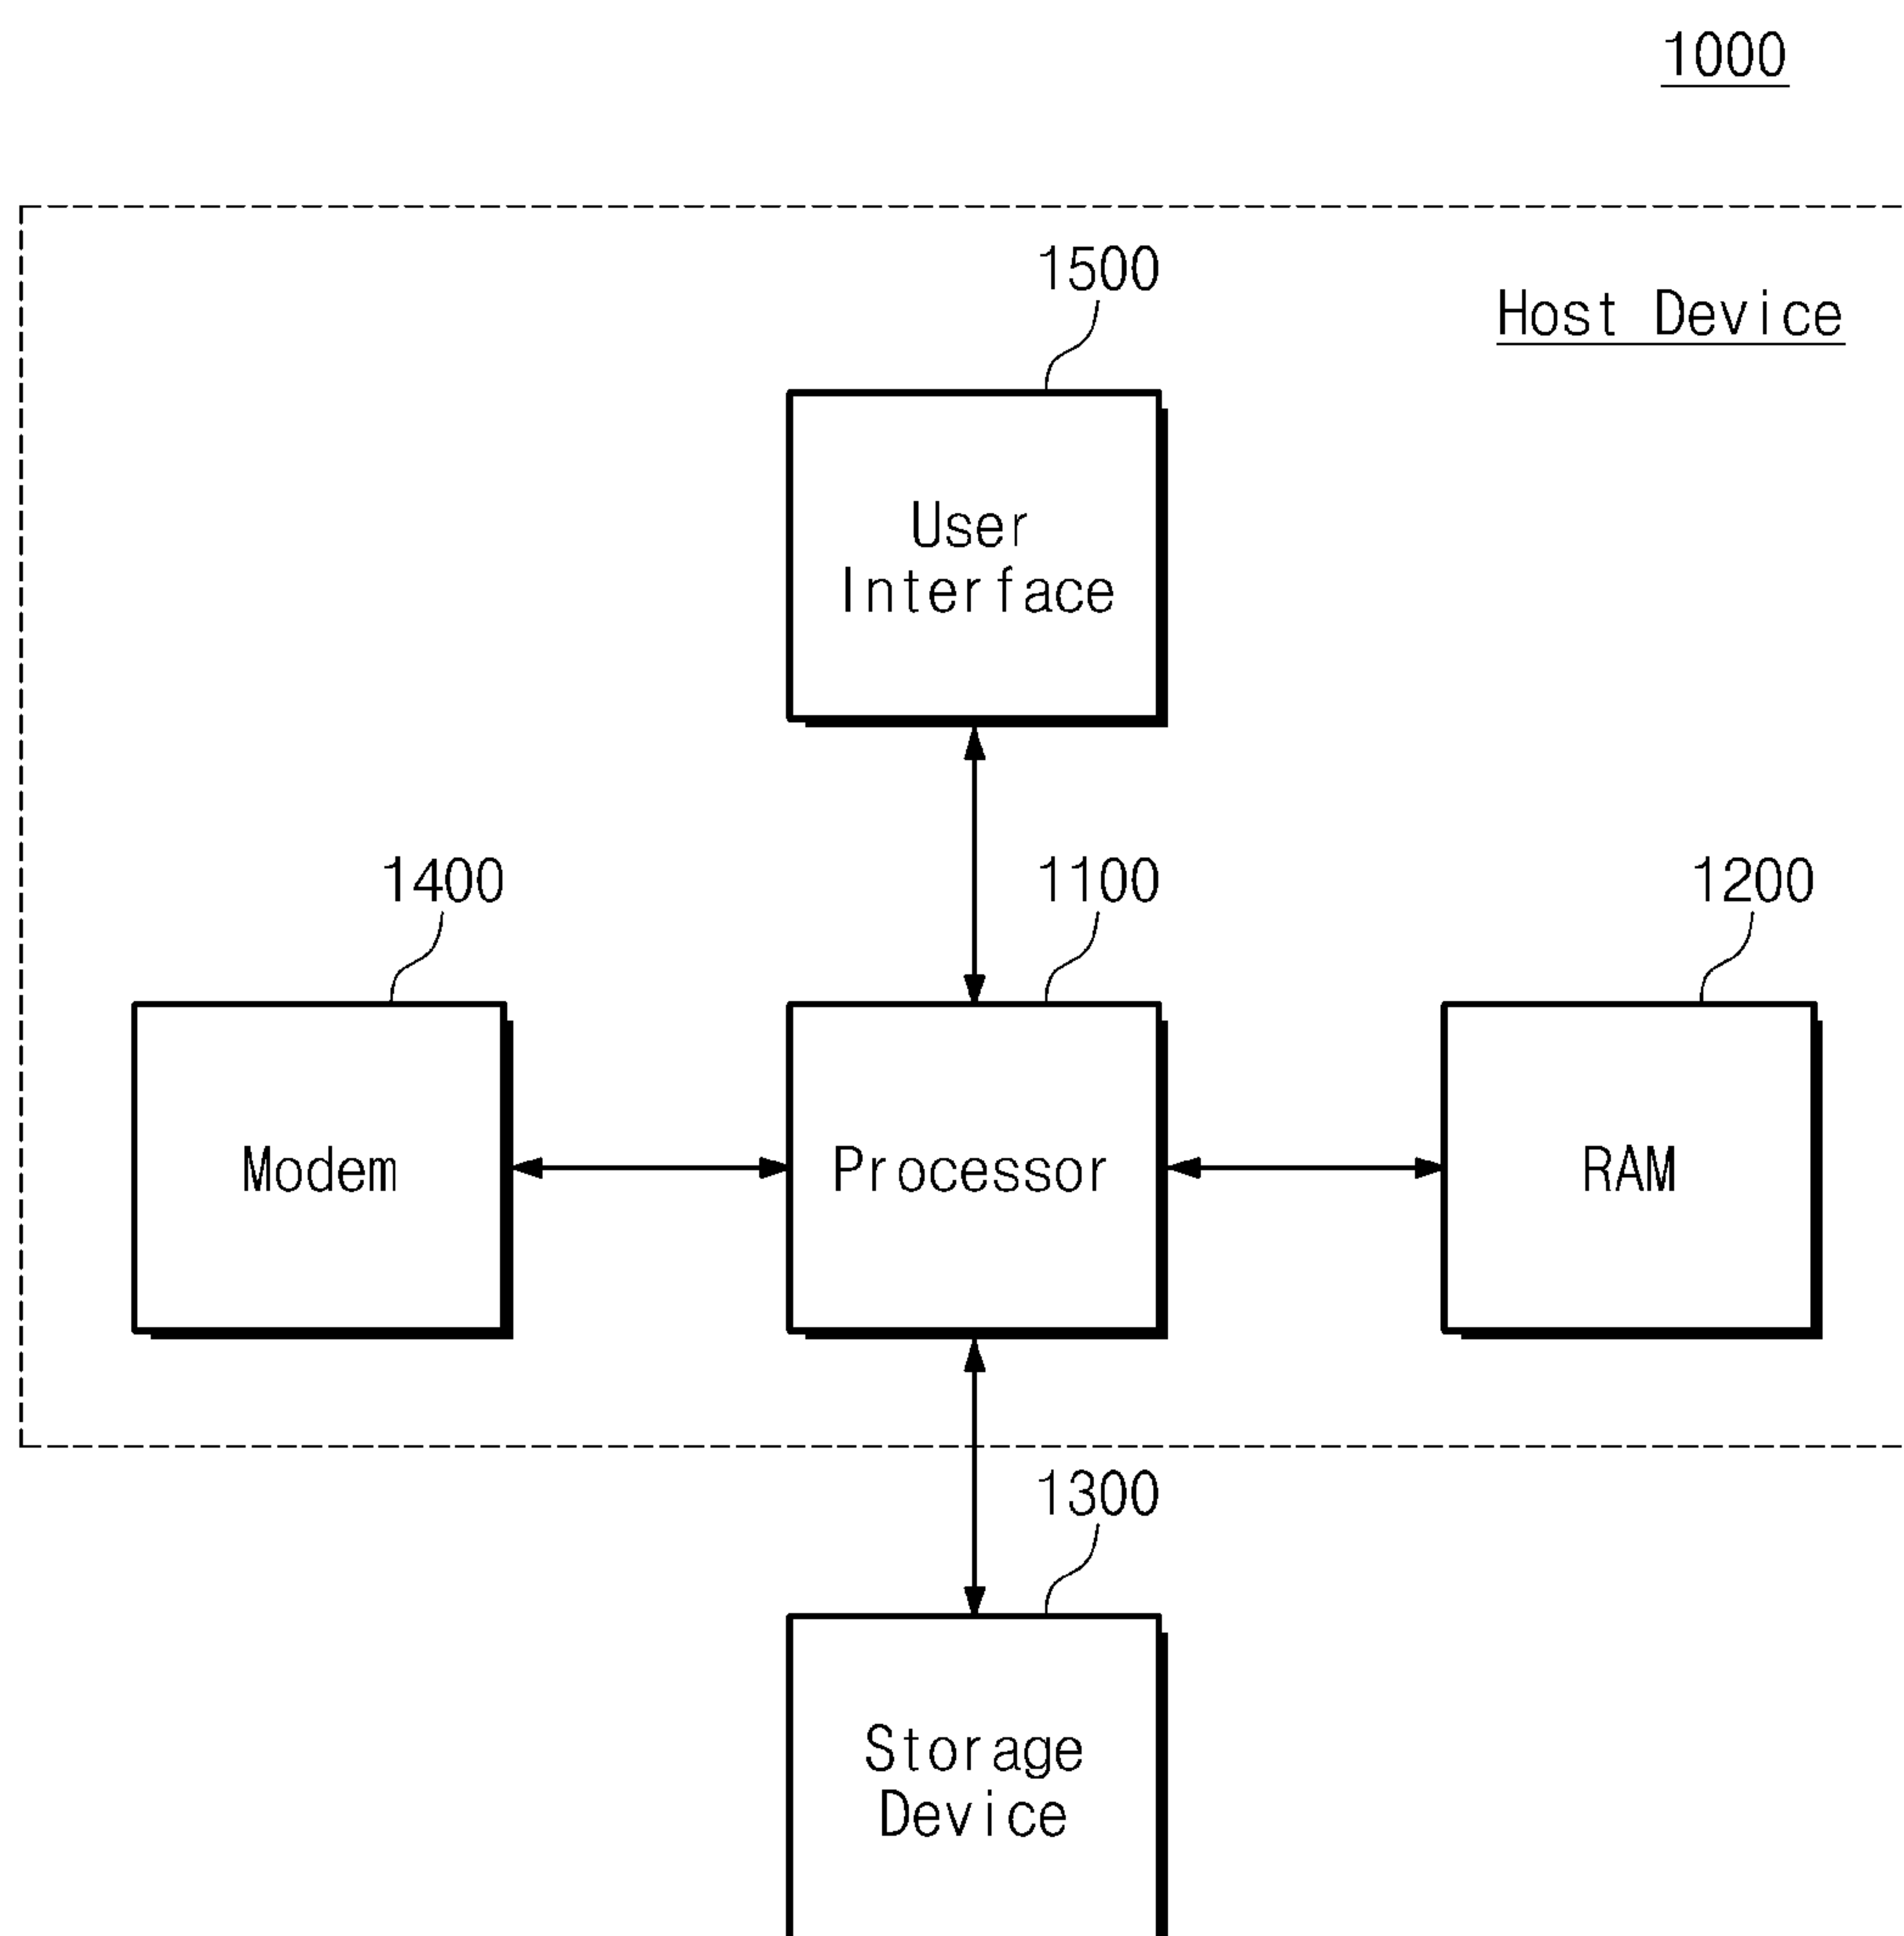 1000
1500
Host Device
User
Interface
1400
1100
1200
Modem
Processor
RAM
1300
Storage
Device